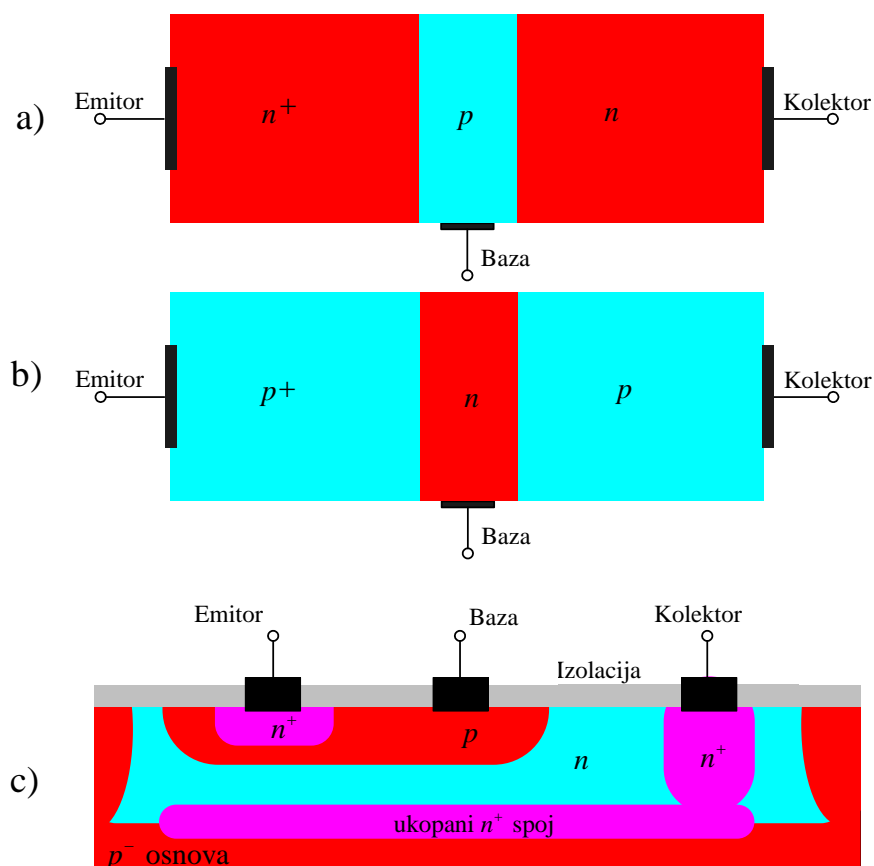 a)
Emitor
n+
p
n
Kolektor
Baza
b)
Emitor
p+
n
p
Kolektor
Baza
c)
Emitor
Baza
Kolektor
Izolacija
n⁺
p
n
n⁺
ukopani n⁺ spoj
p⁻ osnova